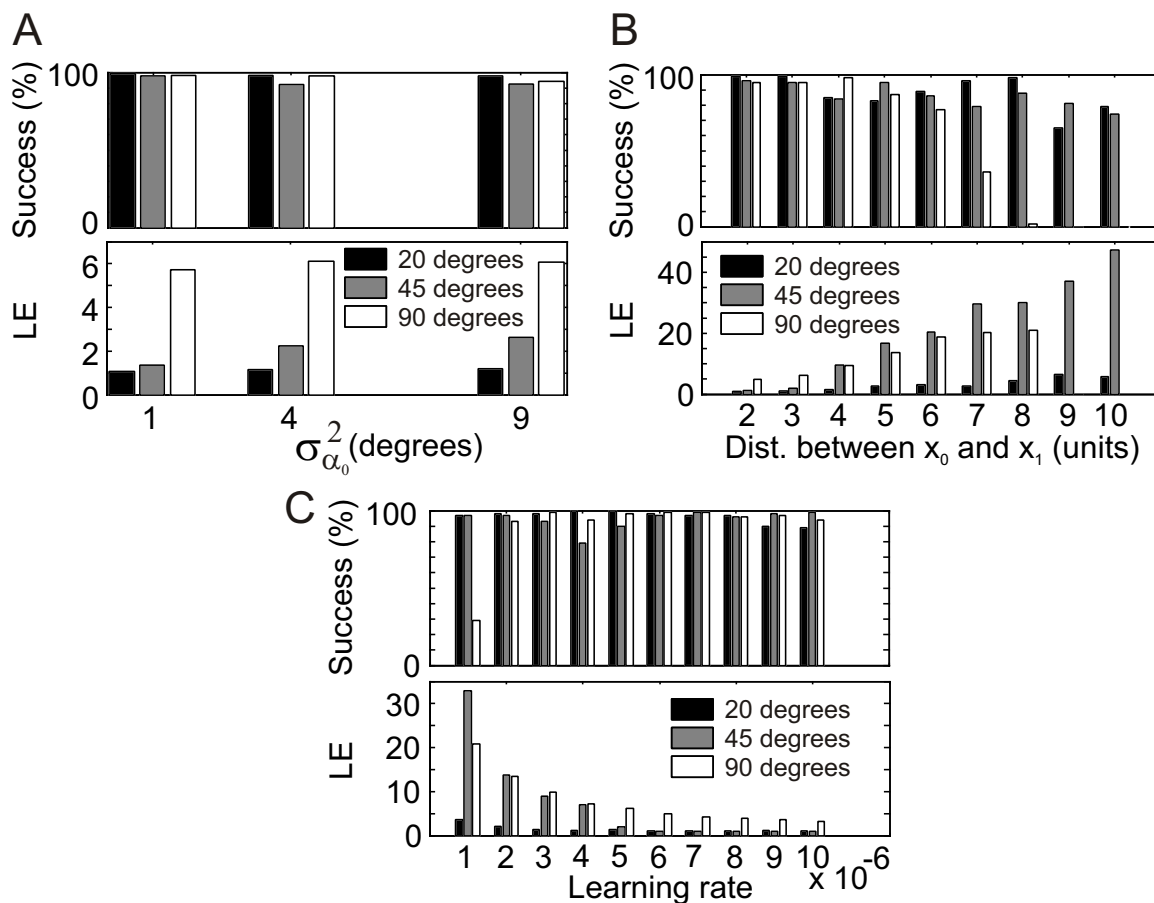 A
Success (%)
100
0
LE
6
4
2
0
20 degrees
45 degrees
90 degrees
1 4 9
σ²α₀ (degrees)
B
Success (%)
100
0
LE
40
20
0
20 degrees
45 degrees
90 degrees
2 3 4 5 6 7 8 9 10
Dist. between x₀ and x₁ (units)
C
Success (%)
100
0
LE
30
20
10
0
20 degrees
45 degrees
90 degrees
1 2 3 4 5 6 7 8 9 10
x 10⁻⁶
Learning rate